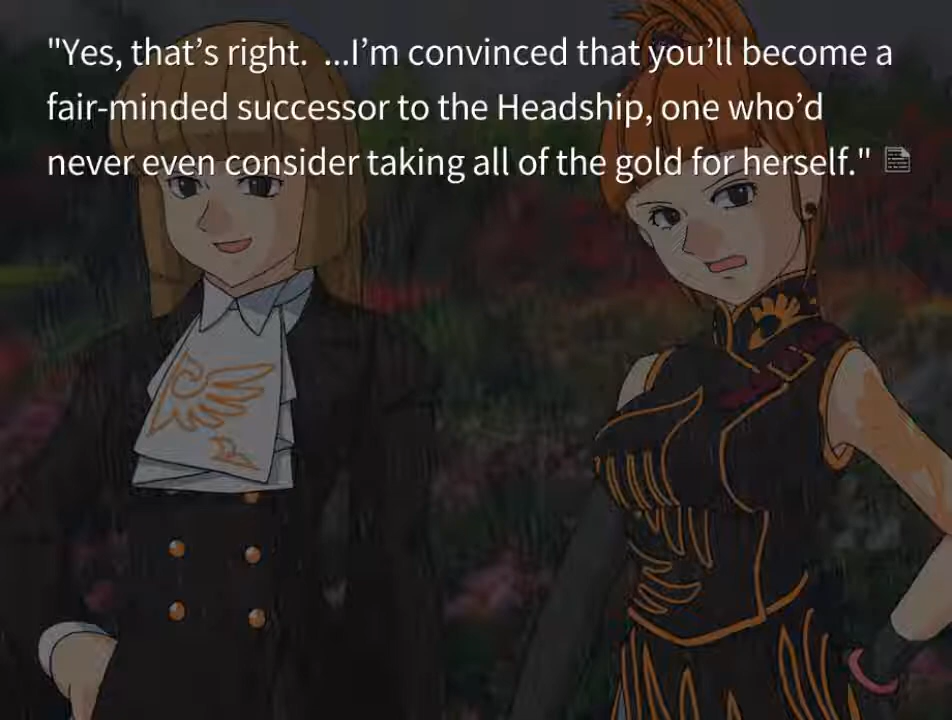 "Yes, that’s right.  ...I’m convinced that you’ll become a
fair-minded successor to the Headship, one who’d
never even consider taking all of the gold for herself."